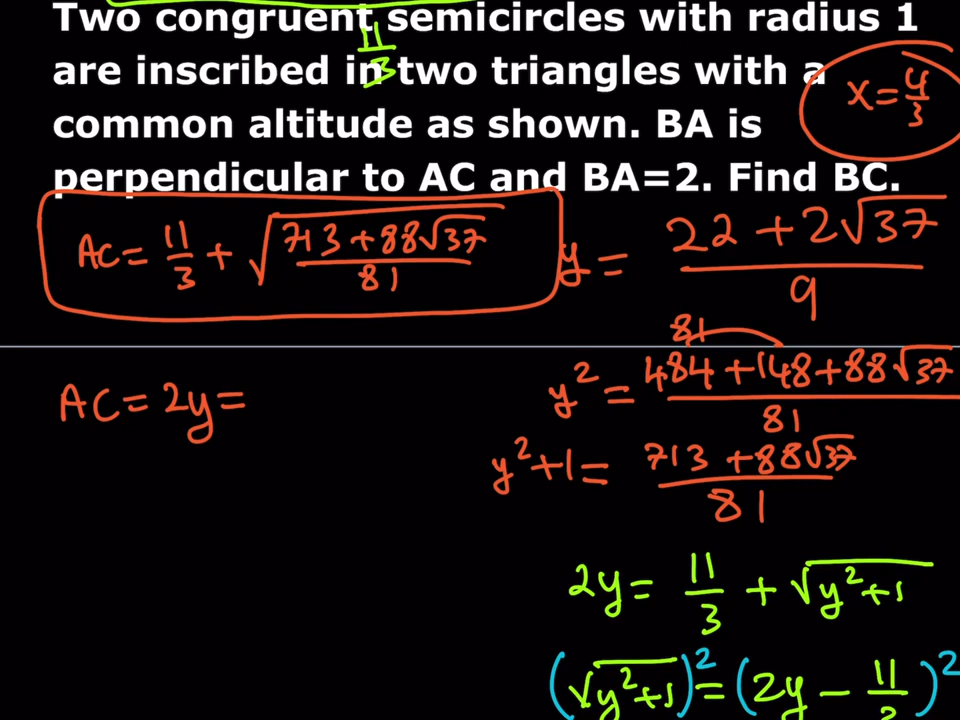 Two congruent semicircles with radius 1
are inscribed in two triangles with a
common altitude as shown. BA is
perpendicular to AC and BA=2. Find BC.
11/3
x = 4/3
AC = 11/3 + √((713 + 88√37)/81)
y = (22 + 2√37)/9
81
AC = 2y =
y² = (484 + 148 + 88√37)/81
y² + 1 = (713 + 88√37)/81
2y = 11/3 + √(y² + 1)
(√(y² + 1))² = (2y − 11/3)²